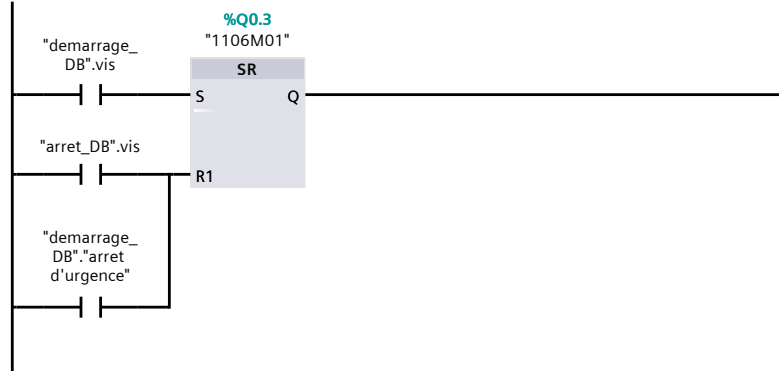 %Q0.3
"1106M01"
"demarrage_
DB".vis
SR
S
Q
"arret_DB".vis
R1
"demarrage_
DB"."arret
d'urgence"